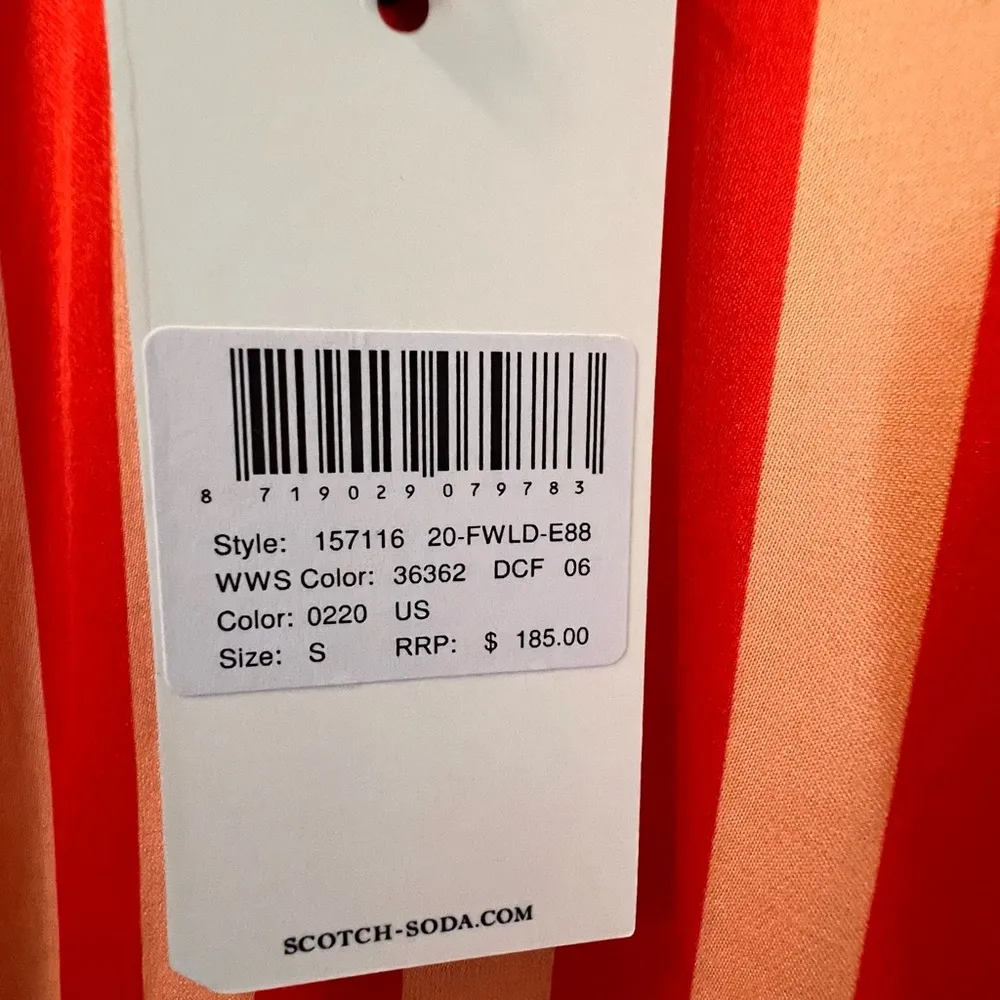 8 719029 079783
Style: 157116 20-FWLD-E88
WWS Color: 36362 DCF 06
Color: 0220 US
Size: S RRP: $ 185.00
SCOTCH-SODA.COM